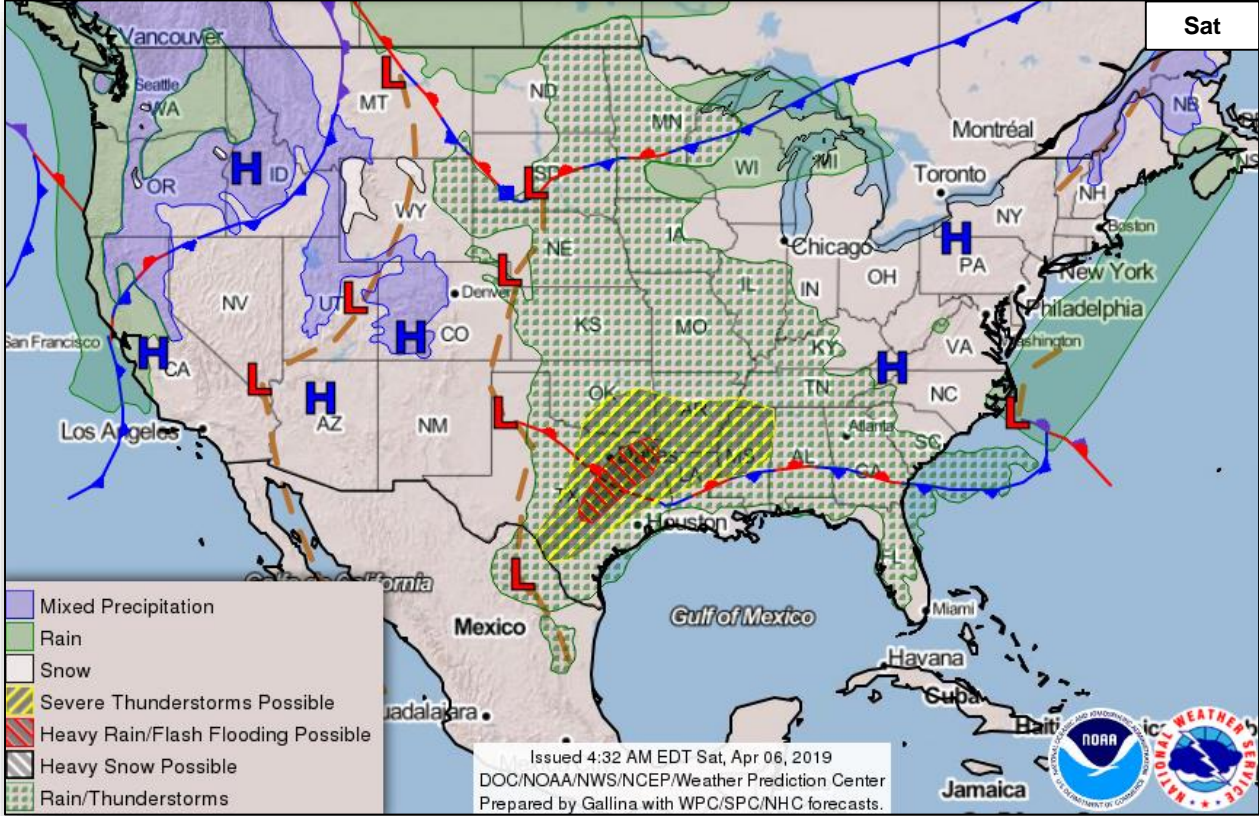 Sat
Vancouver
Seattle
WA
MT
ND
MN
Montréal
NB
OR
ID
SD
WI
MI
Toronto
NH
WY
NY
Boston
IA
Chicago
PA
New York
NE
OH
NV
UT
Denver
IL
IN
Philadelphia
San Francisco
CO
KS
MO
KY
VA
CA
Los Angeles
AZ
NM
OK
AR
TN
NC
Atlanta
SC
TX
LA
MS
AL
GA
Houston
FL
Mexico
Gulf of Mexico
Miami
Havana
Cuba
Jamaica
H
H
H
H
H
H
L
L
L
L
L
L
L
L
Mixed Precipitation
Rain
Snow
Severe Thunderstorms Possible
Heavy Rain/Flash Flooding Possible
Heavy Snow Possible
Rain/Thunderstorms
Issued 4:32 AM EDT Sat, Apr 06, 2019
DOC/NOAA/NWS/NCEP/Weather Prediction Center
Prepared by Gallina with WPC/SPC/NHC forecasts.
NOAA
NATIONAL WEATHER SERVICE